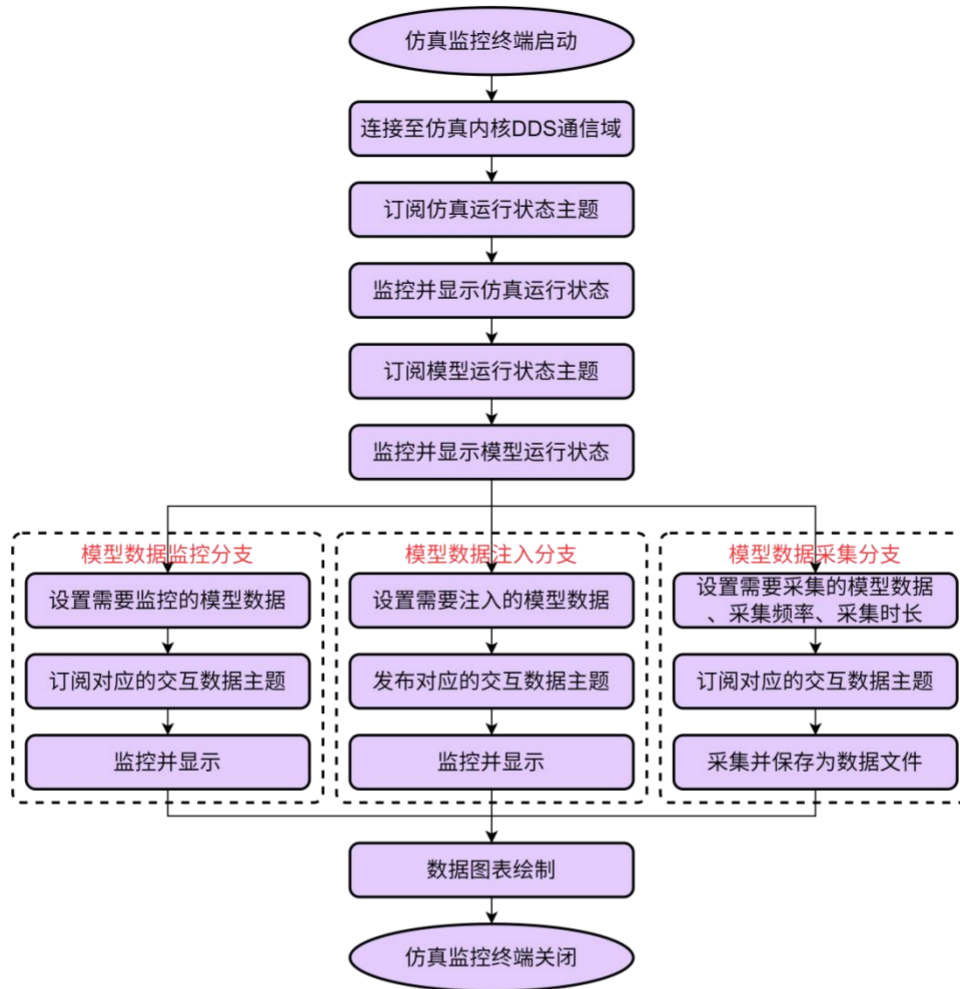 仿真监控终端启动
连接至仿真内核DDS通信域
订阅仿真运行状态主题
监控并显示仿真运行状态
订阅模型运行状态主题
监控并显示模型运行状态
模型数据监控分支
设置需要监控的模型数据
订阅对应的交互数据主题
监控并显示
模型数据注入分支
设置需要注入的模型数据
发布对应的交互数据主题
监控并显示
模型数据采集分支
设置需要采集的模型数据
、采集频率、采集时长
订阅对应的交互数据主题
采集并保存为数据文件
数据图表绘制
仿真监控终端关闭